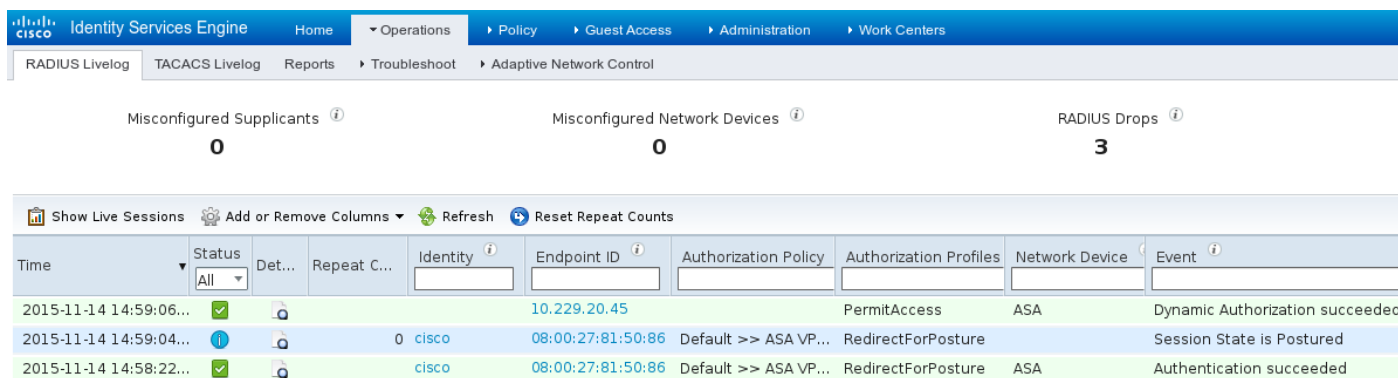 cisco Identity Services Engine Home Operations Policy Guest Access Administration Work Centers
RADIUS Livelog TACACS Livelog Reports Troubleshoot Adaptive Network Control
Misconfigured Supplicants Misconfigured Network Devices RADIUS Drops
0 0 3
Show Live Sessions Add or Remove Columns Refresh Reset Repeat Counts
Time Status Det... Repeat C... Identity Endpoint ID Authorization Policy Authorization Profiles Network Device Event
All
2015-11-14 14:59:06... 10.229.20.45 PermitAccess ASA Dynamic Authorization succeeded
2015-11-14 14:59:04... 0 cisco 08:00:27:81:50:86 Default >> ASA VP... RedirectForPosture Session State is Postured
2015-11-14 14:58:22... cisco 08:00:27:81:50:86 Default >> ASA VP... RedirectForPosture ASA Authentication succeeded